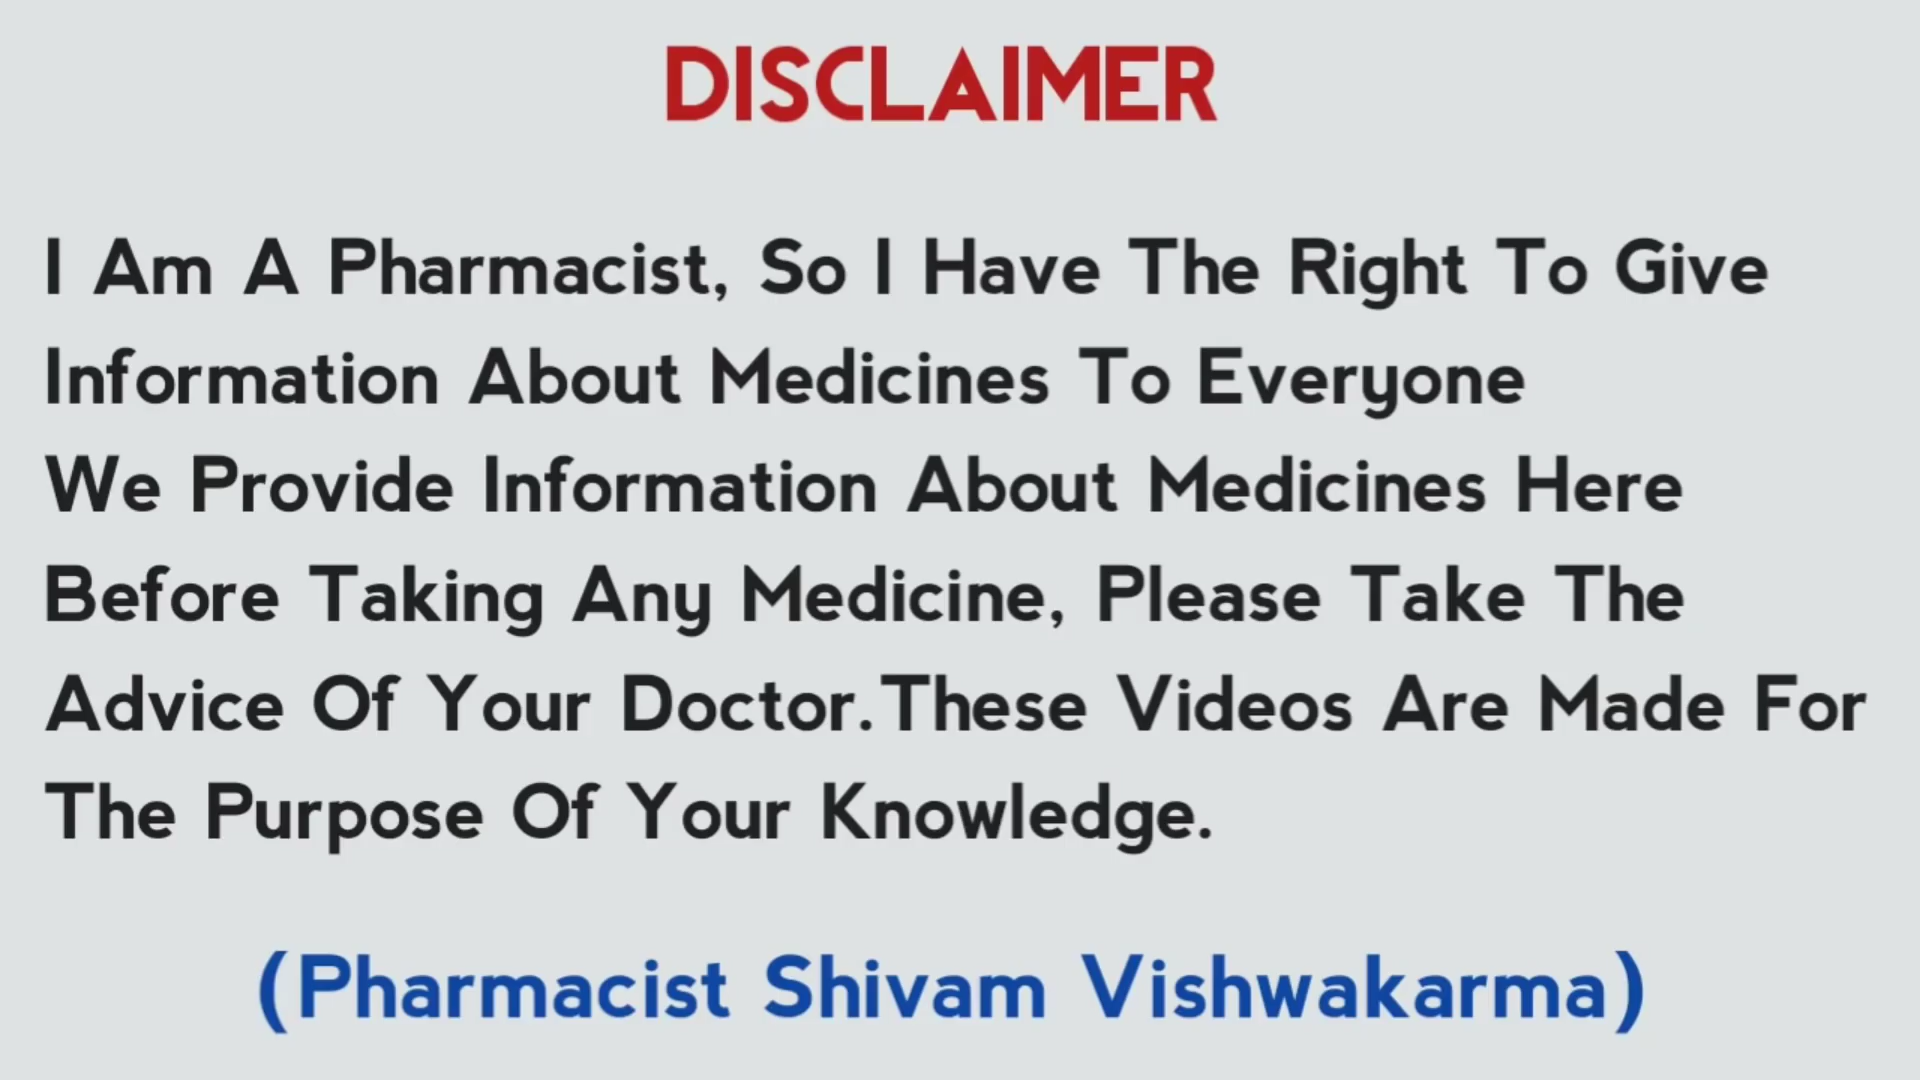 DISCLAIMER
I Am A Pharmacist, So I Have The Right To Give
Information About Medicines To Everyone
We Provide Information About Medicines Here
Before Taking Any Medicine, Please Take The
Advice Of Your Doctor.These Videos Are Made For
The Purpose Of Your Knowledge.
(Pharmacist Shivam Vishwakarma)